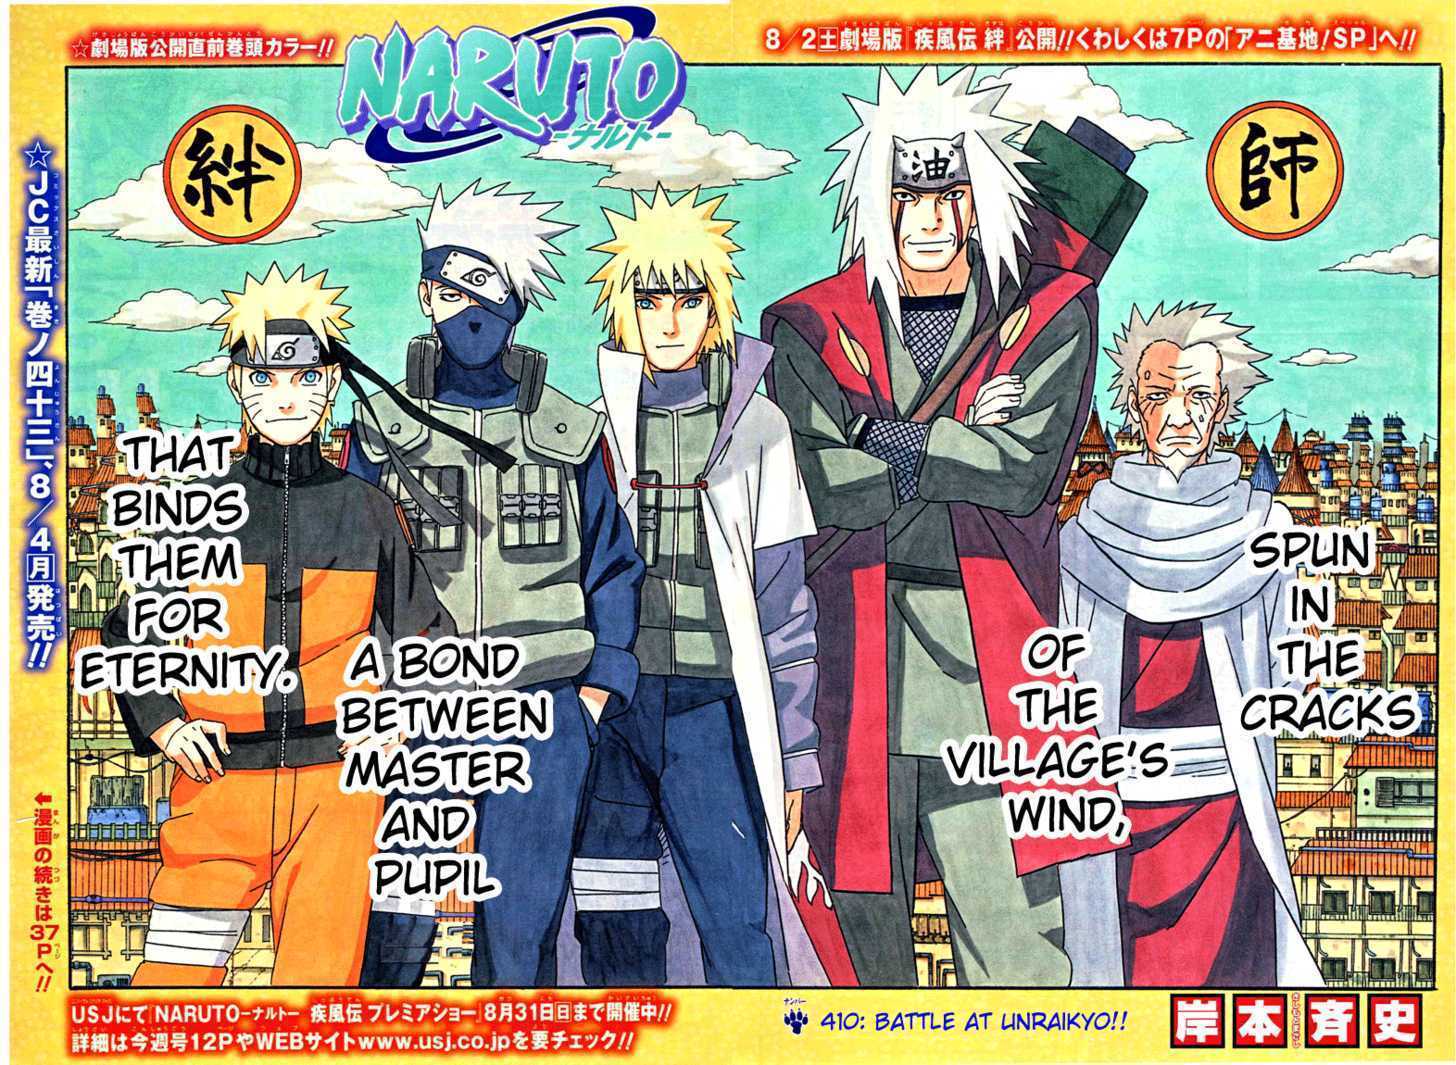 ☆劇場版公開直前巻頭カラー!!
NARUTO
-ナルト-
8/2土劇場版『疾風伝 絆』公開!!くわしくは7Pの「アニ基地!SP」へ!!
絆
師
油
☆JC最新「巻ノ四十三」、8/4月発売!!
SPUN
IN
THE
CRACKS
OF
THE
VILLAGE'S
WIND,
A BOND
BETWEEN
MASTER
AND
PUPIL
THAT
BINDS
THEM
FOR
ETERNITY.
←漫画の続きは37Pへ!!
USJにて『NARUTO-ナルト- 疾風伝 プレミアショー』8月31日日まで開催中!!
詳細は今週号12PやWEBサイトwww.usj.co.jpを要チェック!!
ナンバー
410: BATTLE AT UNRAIKYO!!
岸本斉史